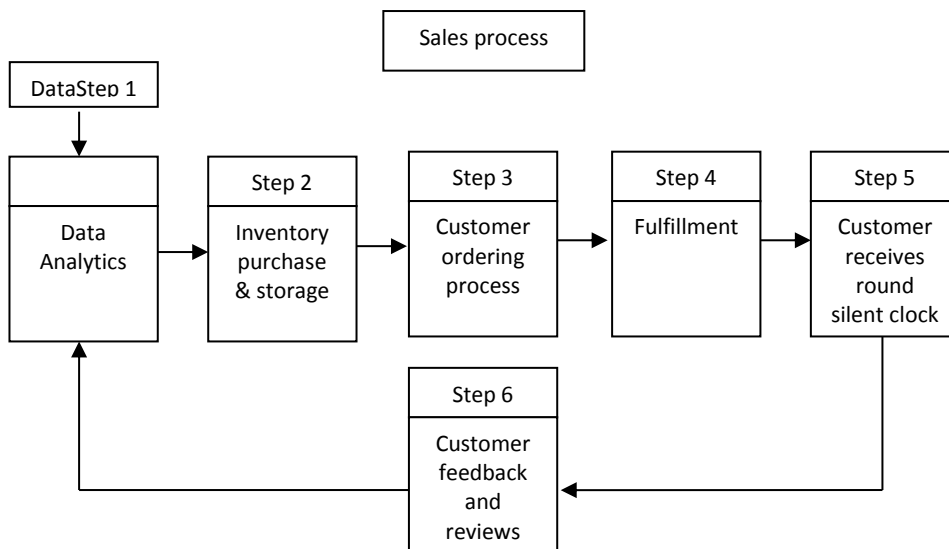 Sales process
DataStep 1
Step 2
Step 3
Step 4
Step 5
Data
Analytics
Inventory
purchase
& storage
Customer
ordering
process
Fulfillment
Customer
receives
round
silent clock
Step 6
Customer
feedback
and
reviews